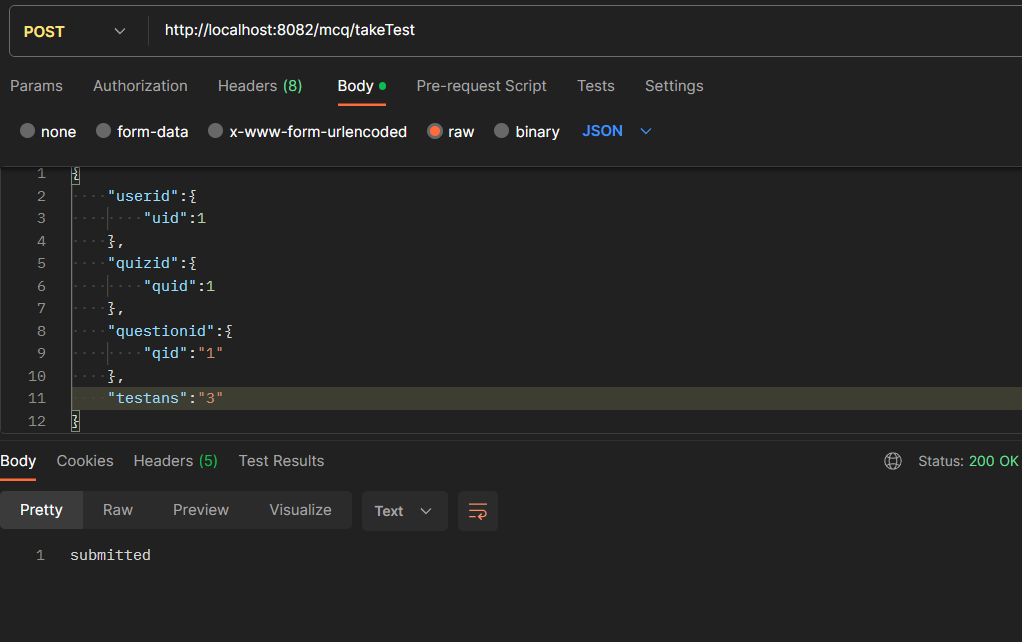 POST http://localhost:8082/mcq/takeTest
Params Authorization Headers (8) Body Pre-request Script Tests Settings
none form-data x-www-form-urlencoded raw binary JSON
1 {
2 "userid":{
3 "uid":1
4 },
5 "quizid":{
6 "quid":1
7 },
8 "questionid":{
9 "qid":"1"
10 },
11 "testans":"3"
12 }
Body Cookies Headers (5) Test Results Status: 200 OK
Pretty Raw Preview Visualize Text
1 submitted